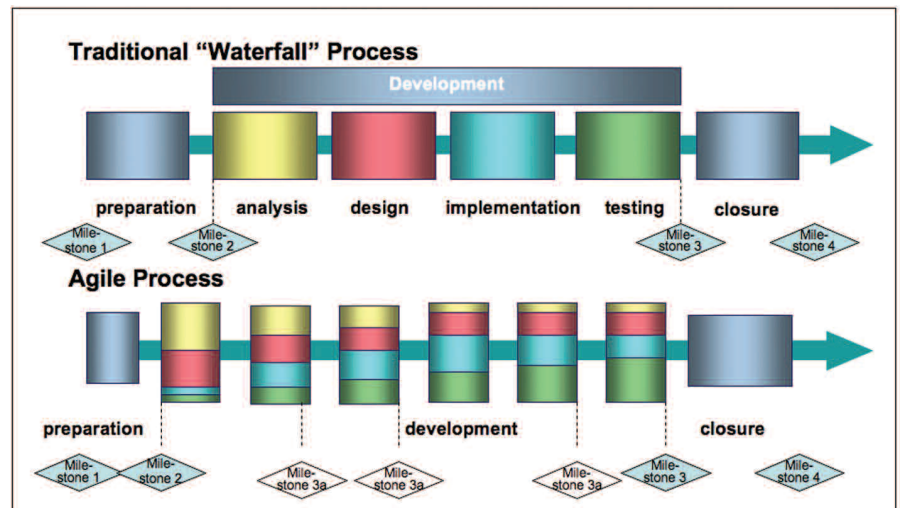 Traditional “Waterfall” Process
Development
preparation analysis design implementation testing closure
Mile-
stone 1
Mile-
stone 2
Mile-
stone 3
Mile-
stone 4
Agile Process
preparation development closure
Mile-
stone 1
Mile-
stone 2
Mile-
stone 3a
Mile-
stone 3a
Mile-
stone 3a
Mile-
stone 3
Mile-
stone 4